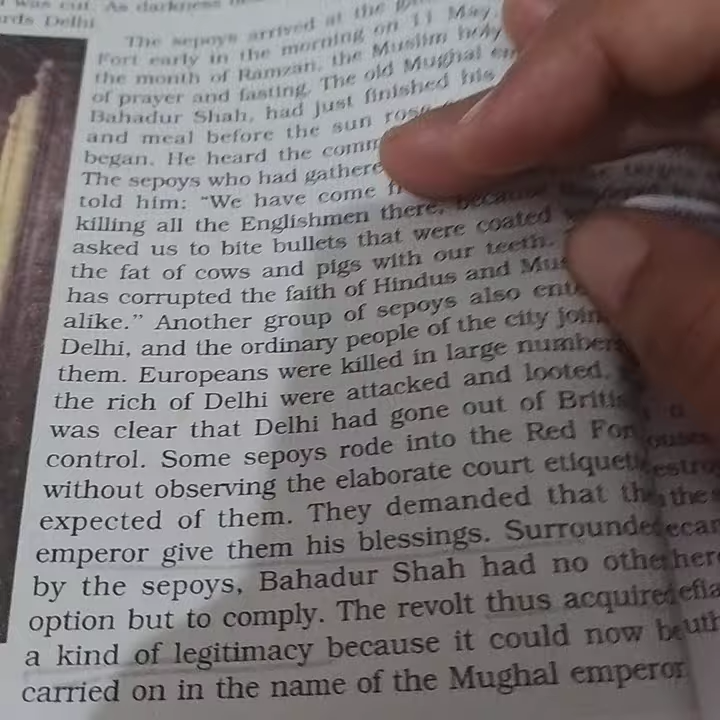 was cut. As darkness
rds Delhi
The sepoys arrived at the
Fort early in the morning on 11 May.
the month of Ramzan, the Muslim holy
of prayer and fasting. The old Mughal em
Bahadur Shah, had just finished his
and meal before the sun rose
began. He heard the comm
The sepoys who had gathere
told him: "We have come fr
killing all the Englishmen there, because
asked us to bite bullets that were coated
the fat of cows and pigs with our teeth.
has corrupted the faith of Hindus and Mus
alike." Another group of sepoys also ente
Delhi, and the ordinary people of the city join
them. Europeans were killed in large number
the rich of Delhi were attacked and looted.
was clear that Delhi had gone out of Britis
control. Some sepoys rode into the Red For
without observing the elaborate court etiquet
expected of them. They demanded that th
emperor give them his blessings. Surrounde
by the sepoys, Bahadur Shah had no othe
option but to comply. The revolt thus acquired
a kind of legitimacy because it could now b
carried on in the name of the Mughal emperor